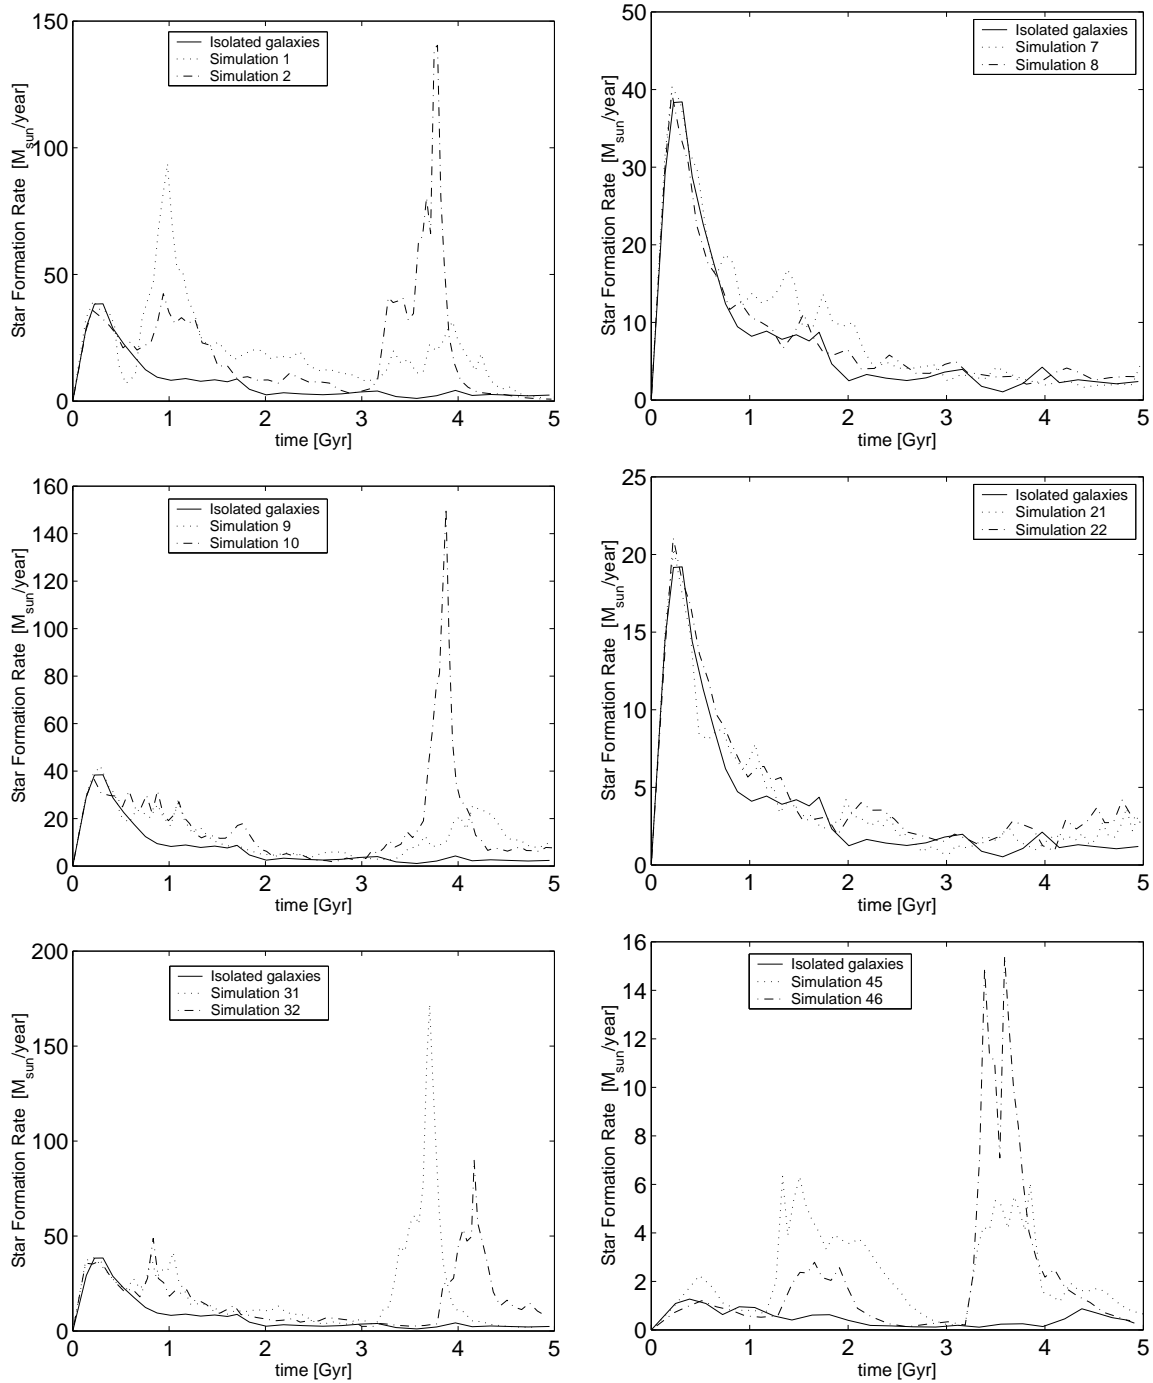 150
100
50
0
0 1 2 3 4 5
time [Gyr]
Star Formation Rate [M_sun/year]
Isolated galaxies
Simulation 1
Simulation 2
50
40
30
20
10
0
0 1 2 3 4 5
time [Gyr]
Star Formation Rate [M_sun/year]
Isolated galaxies
Simulation 7
Simulation 8
160
140
120
100
80
60
40
20
0
0 1 2 3 4 5
time [Gyr]
Star Formation Rate [M_sun/year]
Isolated galaxies
Simulation 9
Simulation 10
25
20
15
10
5
0
0 1 2 3 4 5
time [Gyr]
Star Formation Rate [M_sun/year]
Isolated galaxies
Simulation 21
Simulation 22
200
150
100
50
0
0 1 2 3 4 5
time [Gyr]
Star Formation Rate [M_sun/year]
Isolated galaxies
Simulation 31
Simulation 32
16
14
12
10
8
6
4
2
0
0 1 2 3 4 5
time [Gyr]
Star Formation Rate [M_sun/year]
Isolated galaxies
Simulation 45
Simulation 46